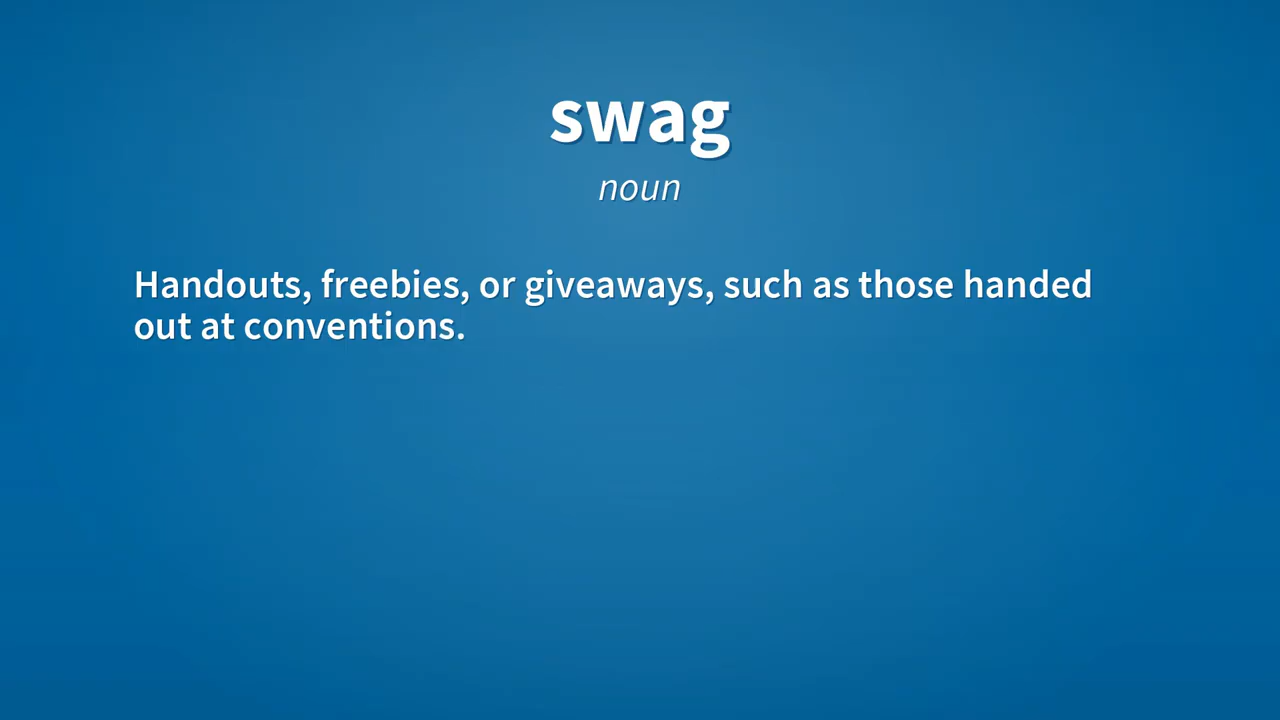 swag
noun
Handouts, freebies, or giveaways, such as those handed
out at conventions.